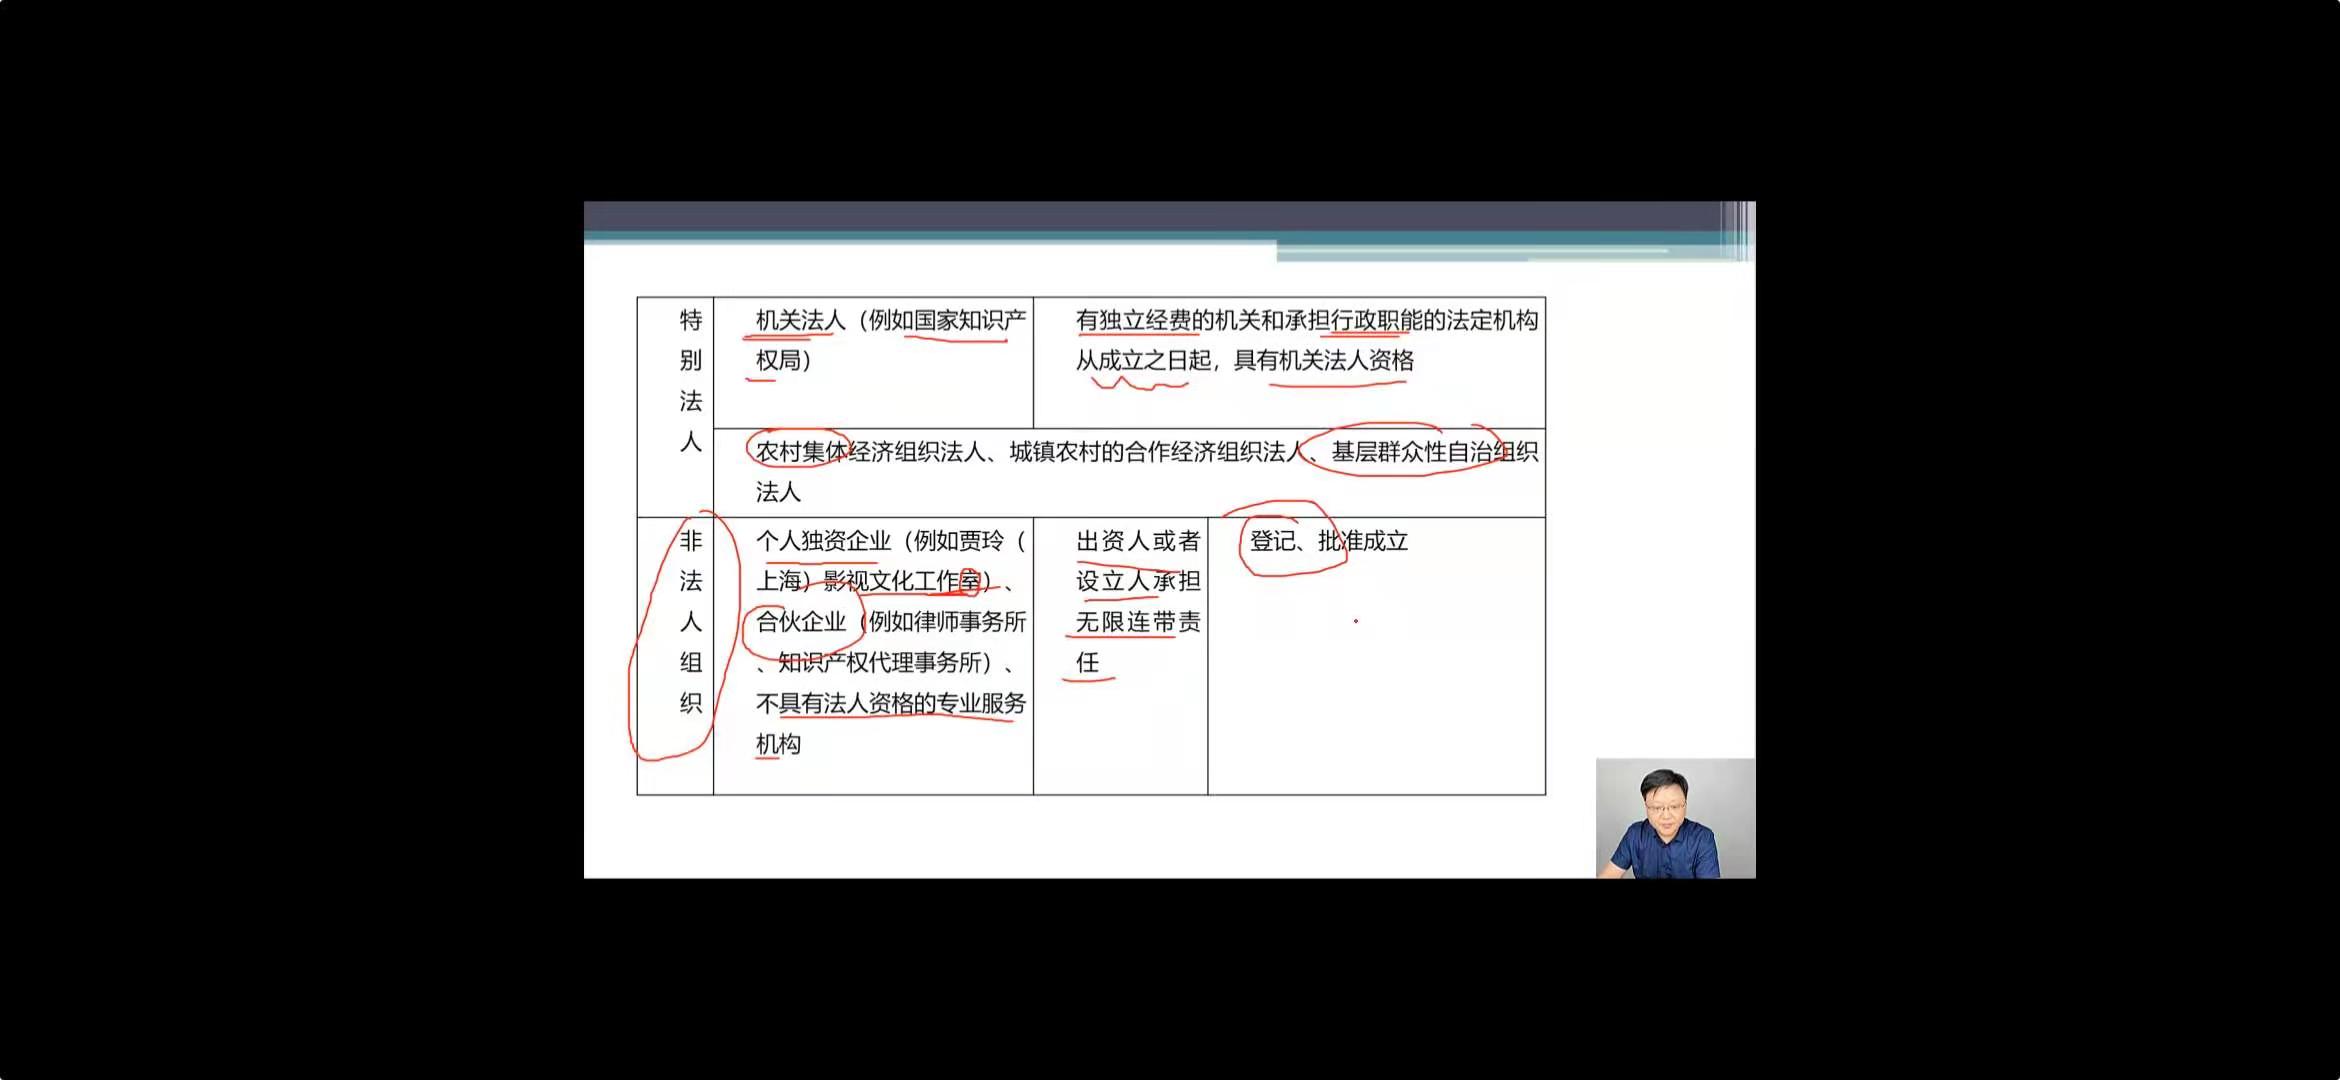 特
别
法
人
机关法人（例如国家知识产
权局）
有独立经费的机关和承担行政职能的法定机构
从成立之日起，具有机关法人资格
农村集体经济组织法人、城镇农村的合作经济组织法人、基层群众性自治组织
法人
非
法
人
组
织
个人独资企业（例如贾玲（
上海）影视文化工作室）、
合伙企业（例如律师事务所
、知识产权代理事务所）、
不具有法人资格的专业服务
机构
出资人或者
设立人承担
无限连带责
任
登记、批准成立